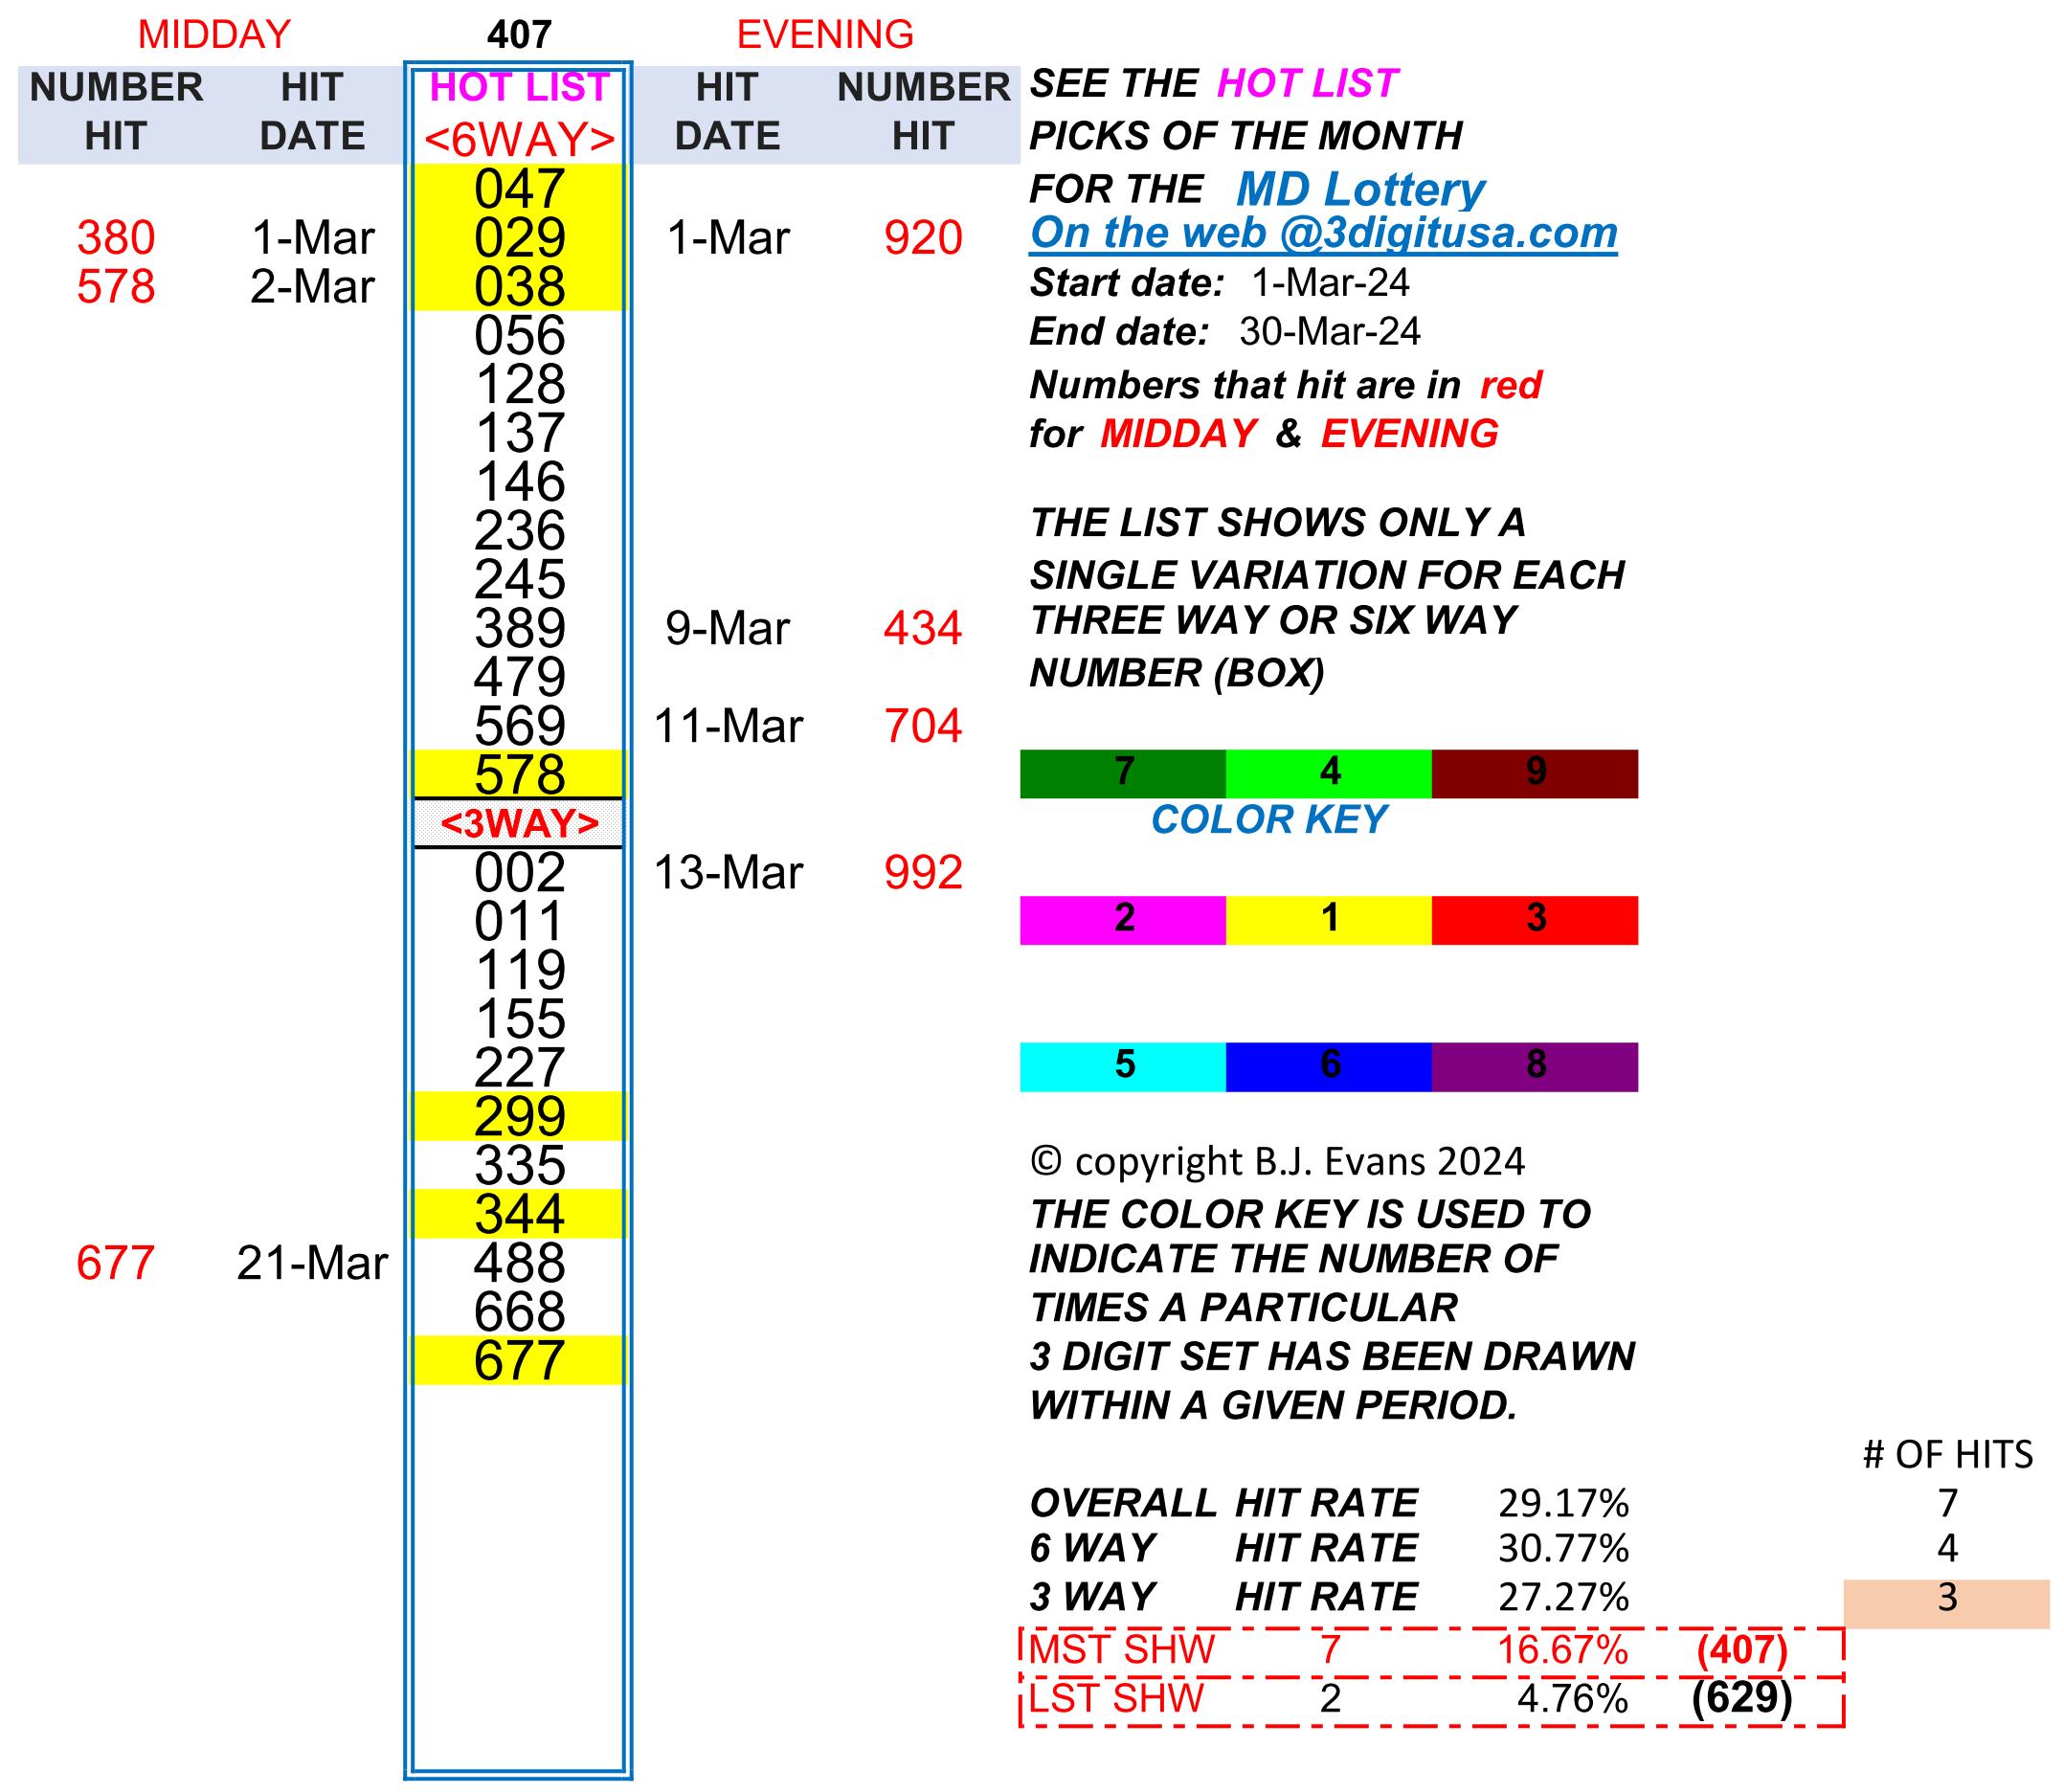 MIDDAY 407 EVENING
NUMBER HIT HOT LIST HIT NUMBER SEE THE HOT LIST
HIT DATE <6WAY> DATE HIT PICKS OF THE MONTH
047 FOR THE MD Lottery
380 1-Mar 029 1-Mar 920 On the web @3digitusa.com
578 2-Mar 038 Start date: 1-Mar-24
056 End date: 30-Mar-24
128 Numbers that hit are in red
137 for MIDDAY & EVENING
146
236 THE LIST SHOWS ONLY A
245 SINGLE VARIATION FOR EACH
389 9-Mar 434 THREE WAY OR SIX WAY
479 NUMBER (BOX)
569 11-Mar 704
578 7 4 9
<3WAY> COLOR KEY
002 13-Mar 992
011 2 1 3
119
155
227 5 6 8
299
335 © copyright B.J. Evans 2024
344 THE COLOR KEY IS USED TO
677 21-Mar 488 INDICATE THE NUMBER OF
668 TIMES A PARTICULAR
677 3 DIGIT SET HAS BEEN DRAWN
WITHIN A GIVEN PERIOD.
# OF HITS
OVERALL HIT RATE 29.17% 7
6 WAY HIT RATE 30.77% 4
3 WAY HIT RATE 27.27% 3
MST SHW 7 16.67% (407)
LST SHW 2 4.76% (629)